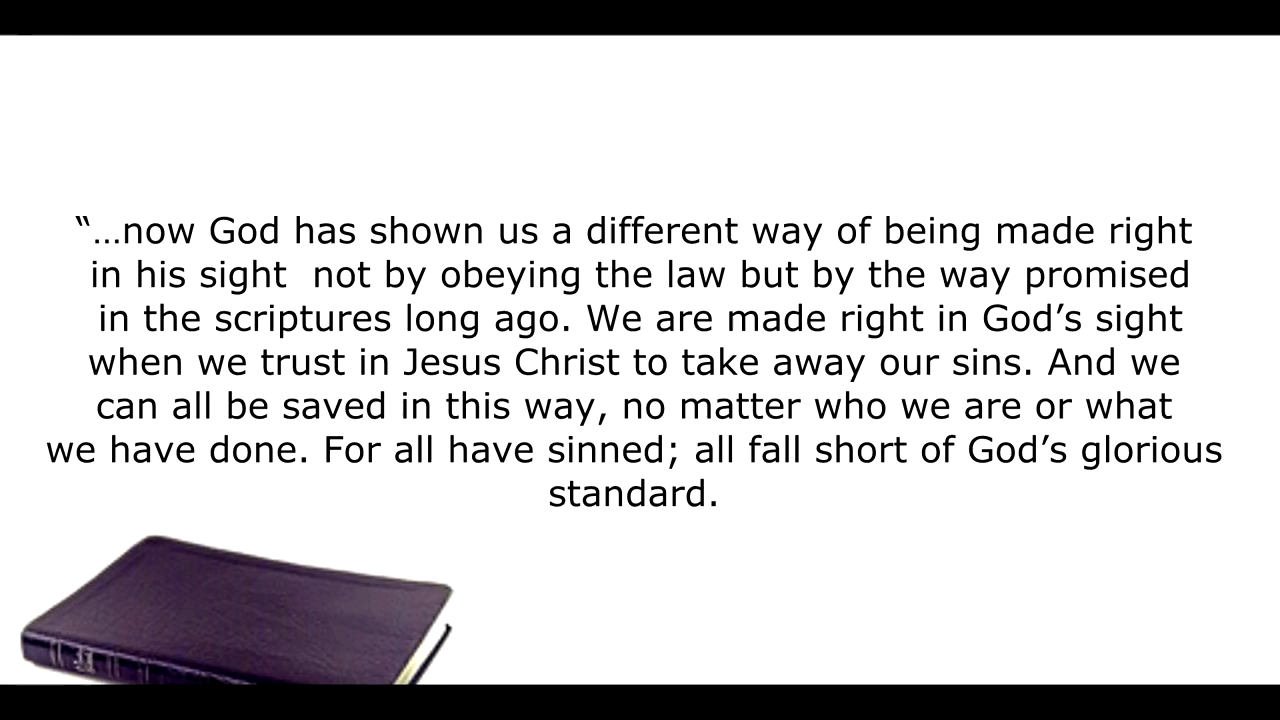 “…now God has shown us a different way of being made right
in his sight  not by obeying the law but by the way promised
in the scriptures long ago. We are made right in God’s sight
when we trust in Jesus Christ to take away our sins. And we
can all be saved in this way, no matter who we are or what
we have done. For all have sinned; all fall short of God’s glorious
standard.